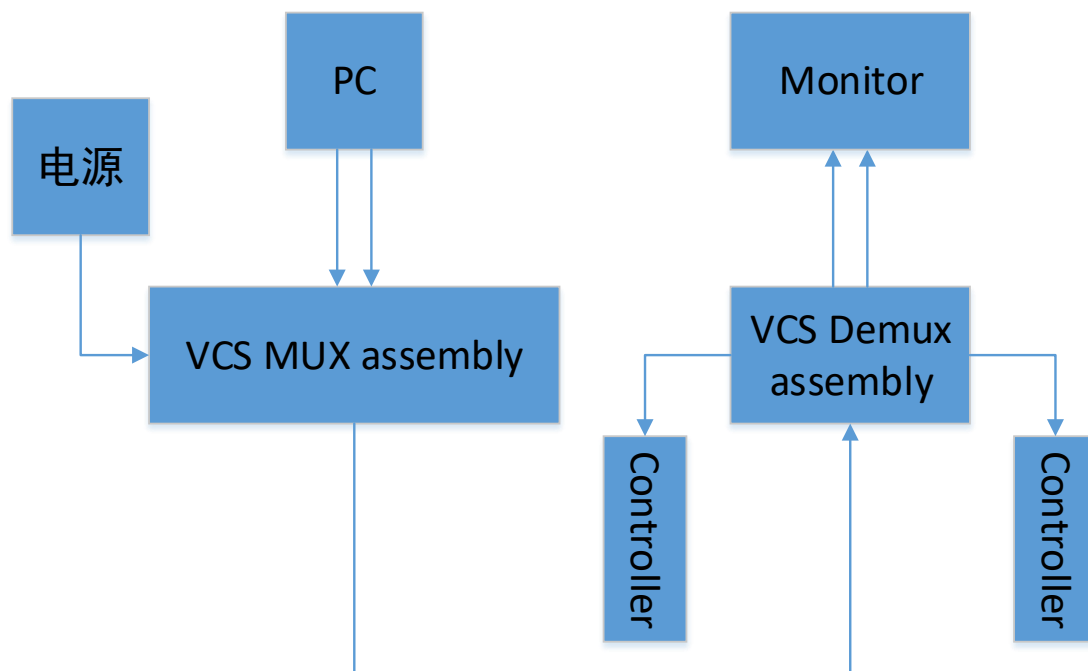 PC
Monitor
电源
VCS MUX assembly
VCS Demux
assembly
Controller
Controller